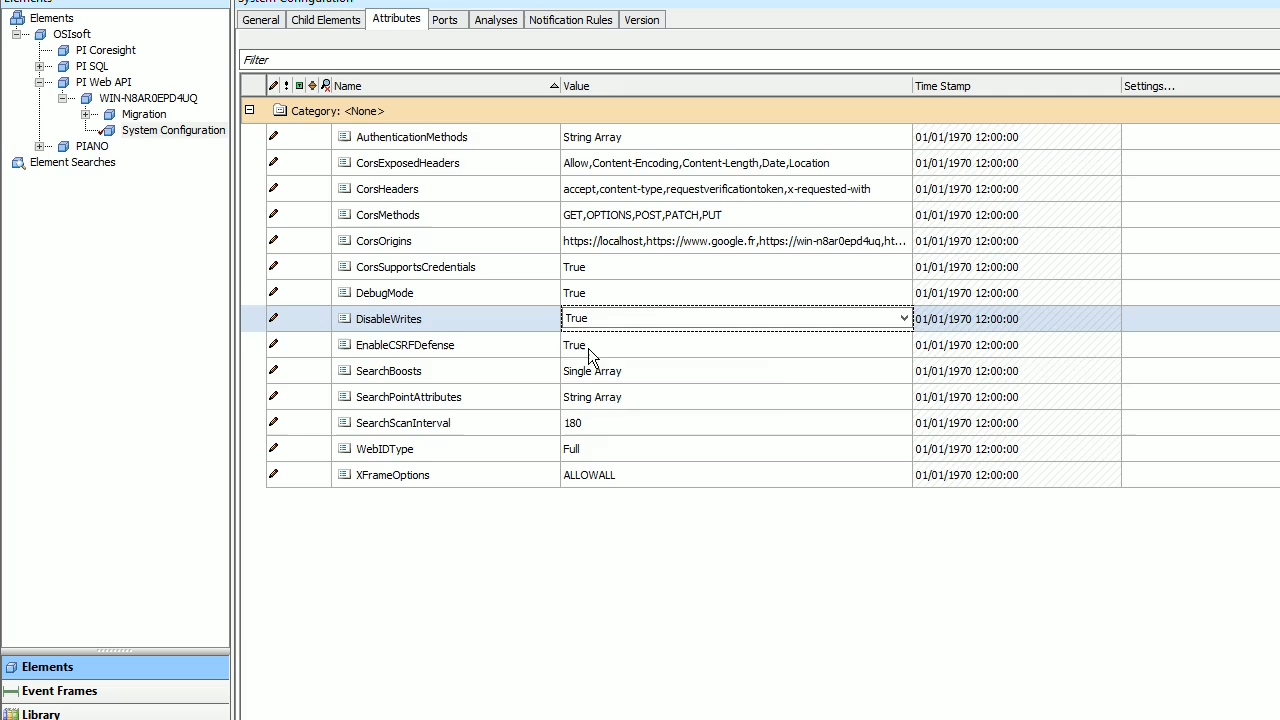 Elements
Elements
OSIsoft
PI Coresight
PI SQL
PI Web API
WIN-N8AR0EPD4UQ
Migration
System Configuration
PIANO
Element Searches
Elements
Event Frames
Library
System Configuration
General Child Elements Attributes Ports Analyses Notification Rules Version
Filter
Name Value Time Stamp Settings...
Category: <None>
AuthenticationMethods String Array 01/01/1970 12:00:00
CorsExposedHeaders Allow,Content-Encoding,Content-Length,Date,Location 01/01/1970 12:00:00
CorsHeaders accept,content-type,requestverificationtoken,x-requested-with 01/01/1970 12:00:00
CorsMethods GET,OPTIONS,POST,PATCH,PUT 01/01/1970 12:00:00
CorsOrigins https://localhost,https://www.google.fr,https://win-n8ar0epd4uq,ht... 01/01/1970 12:00:00
CorsSupportsCredentials True 01/01/1970 12:00:00
DebugMode True 01/01/1970 12:00:00
DisableWrites True 01/01/1970 12:00:00
EnableCSRFDefense True 01/01/1970 12:00:00
SearchBoosts Single Array 01/01/1970 12:00:00
SearchPointAttributes String Array 01/01/1970 12:00:00
SearchScanInterval 180 01/01/1970 12:00:00
WebIDType Full 01/01/1970 12:00:00
XFrameOptions ALLOWALL 01/01/1970 12:00:00